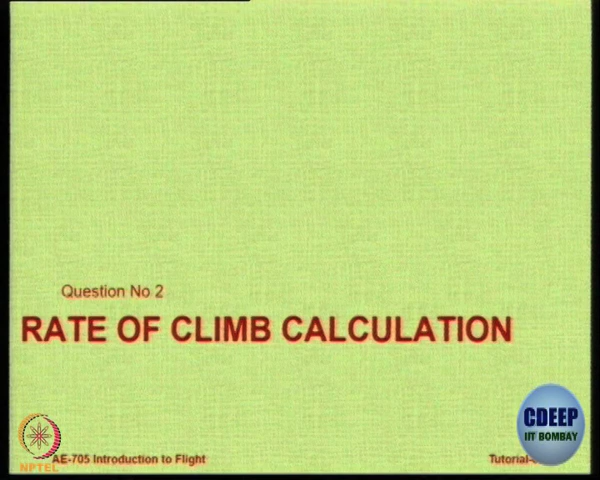 Question No 2
RATE OF CLIMB CALCULATION
CDEEP
IIT BOMBAY
NPTEL
AE-705 Introduction to Flight